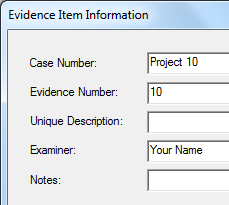 Evidence Item Information
Case Number: Project 10
Evidence Number: 10
Unique Description:
Examiner: Your Name
Notes: